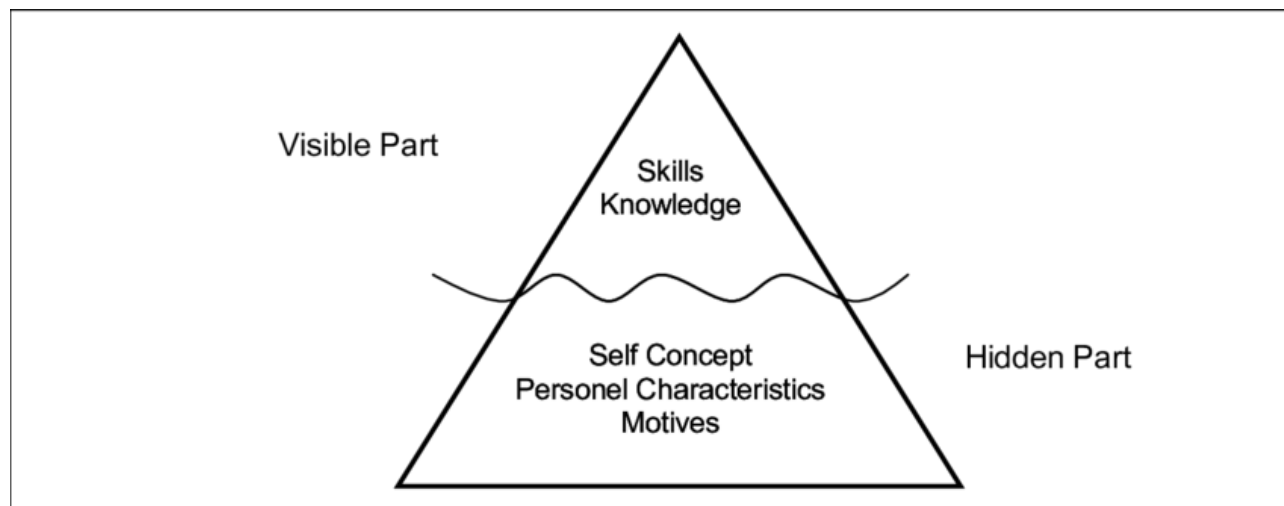 Visible Part
Skills
Knowledge
Self Concept
Personel Characteristics
Motives
Hidden Part